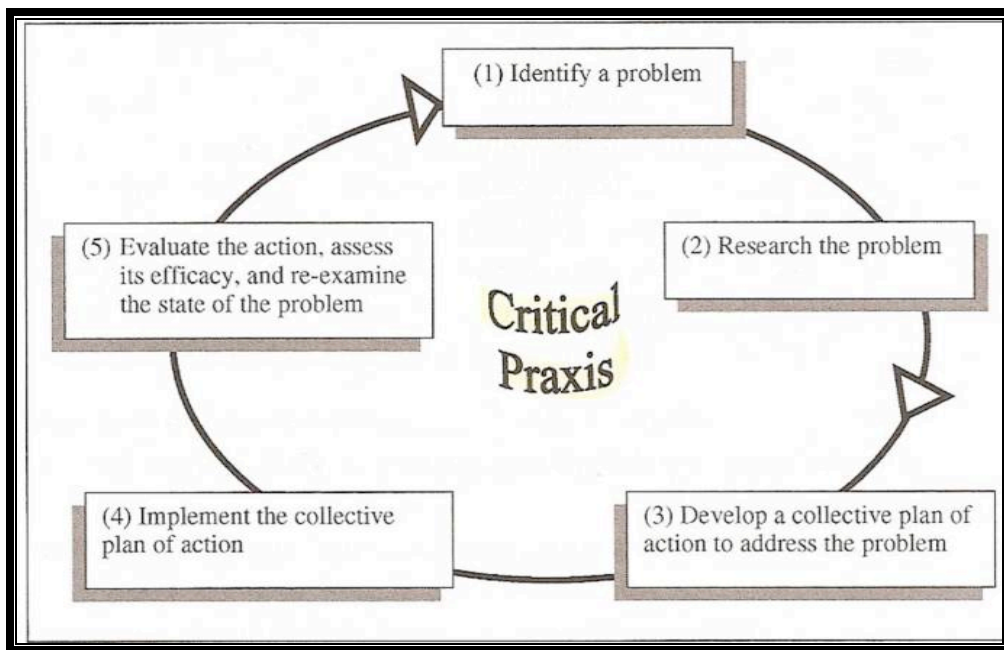 (1) Identify a problem
(2) Research the problem
(3) Develop a collective plan of
action to address the problem
(4) Implement the collective
plan of action
(5) Evaluate the action, assess
its efficacy, and re-examine
the state of the problem
Critical
Praxis